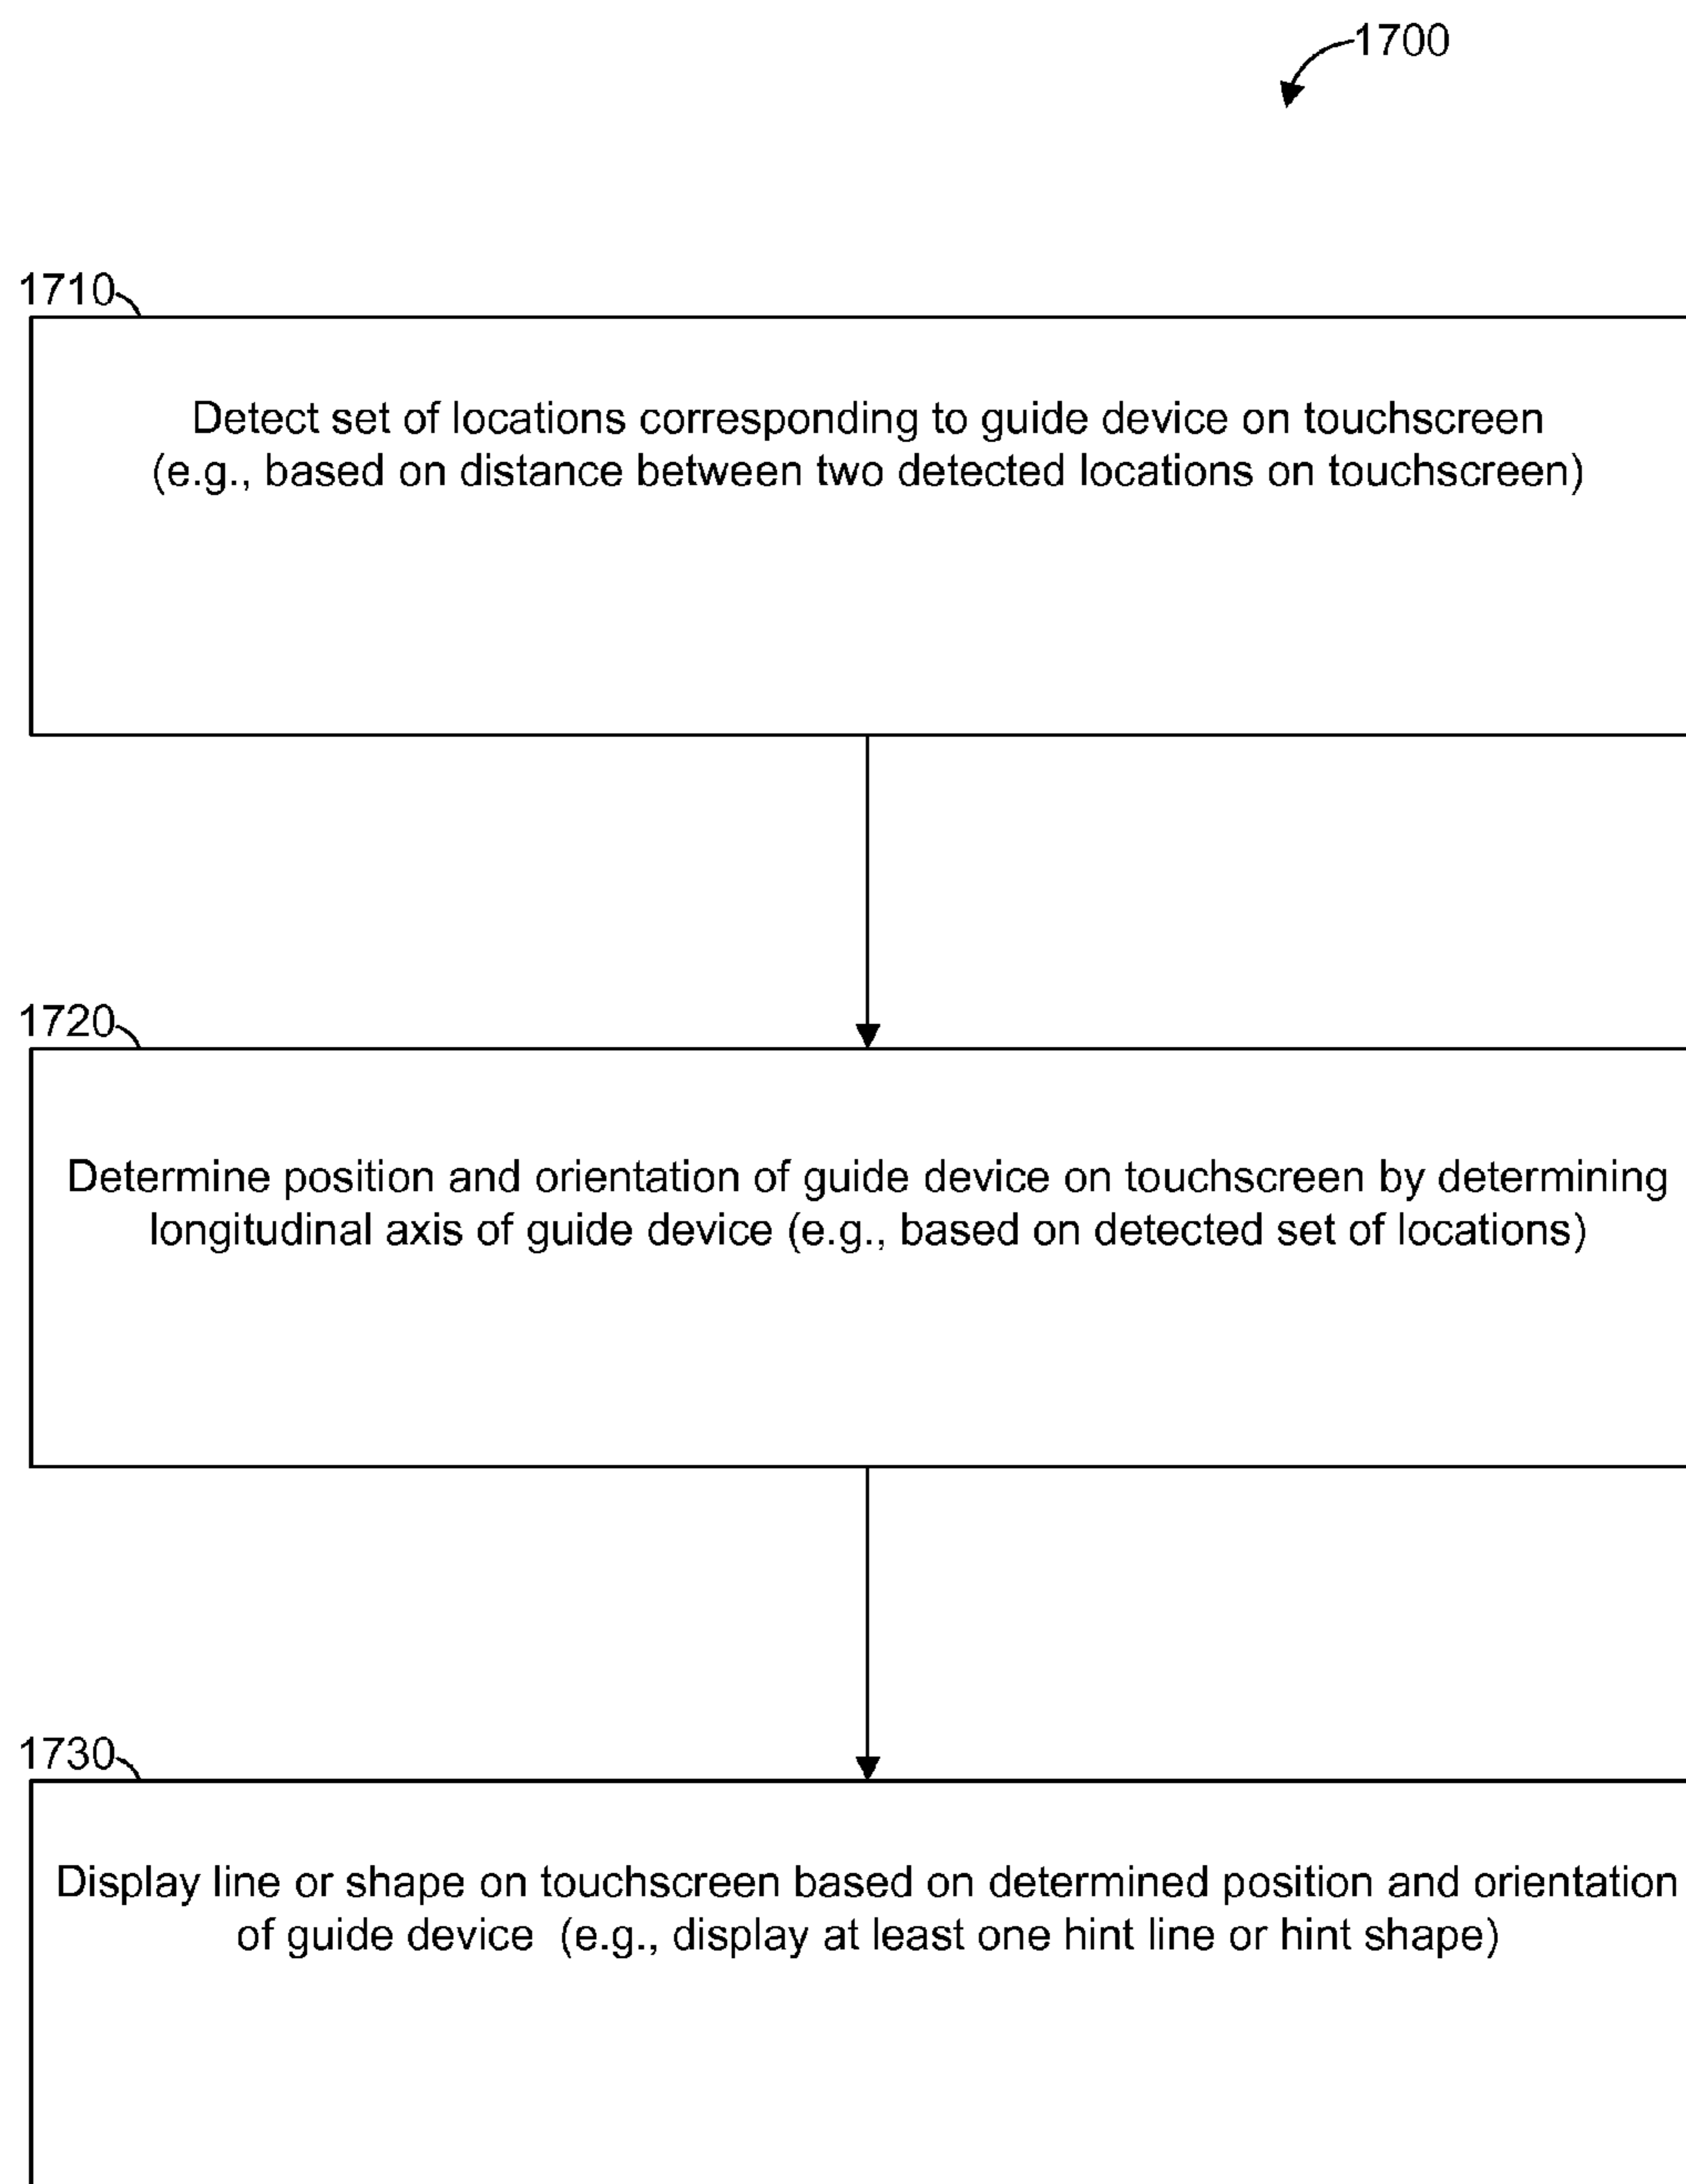 1700
1710
Detect set of locations corresponding to guide device on touchscreen
(e.g., based on distance between two detected locations on touchscreen)
1720
Determine position and orientation of guide device on touchscreen by determining
longitudinal axis of guide device (e.g., based on detected set of locations)
1730
Display line or shape on touchscreen based on determined position and orientation
of guide device  (e.g., display at least one hint line or hint shape)